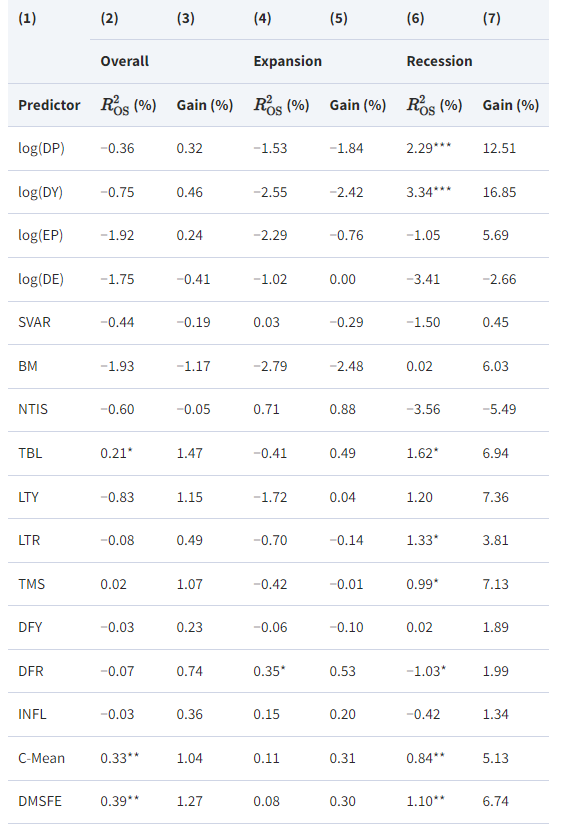 (1) (2) (3) (4) (5) (6) (7)
Overall Expansion Recession
Predictor R²OS (%) Gain (%) R²OS (%) Gain (%) R²OS (%) Gain (%)
log(DP) −0.36 0.32 −1.53 −1.84 2.29*** 12.51
log(DY) −0.75 0.46 −2.55 −2.42 3.34*** 16.85
log(EP) −1.92 0.24 −2.29 −0.76 −1.05 5.69
log(DE) −1.75 −0.41 −1.02 0.00 −3.41 −2.66
SVAR −0.44 −0.19 0.03 −0.29 −1.50 0.45
BM −1.93 −1.17 −2.79 −2.48 0.02 6.03
NTIS −0.60 −0.05 0.71 0.88 −3.56 −5.49
TBL 0.21* 1.47 −0.41 0.49 1.62* 6.94
LTY −0.83 1.15 −1.72 0.04 1.20 7.36
LTR −0.08 0.49 −0.70 −0.14 1.33* 3.81
TMS 0.02 1.07 −0.42 −0.01 0.99* 7.13
DFY −0.03 0.23 −0.06 −0.10 0.02 1.89
DFR −0.07 0.74 0.35* 0.53 −1.03* 1.99
INFL −0.03 0.36 0.15 0.20 −0.42 1.34
C-Mean 0.33** 1.04 0.11 0.31 0.84** 5.13
DMSFE 0.39** 1.27 0.08 0.30 1.10** 6.74